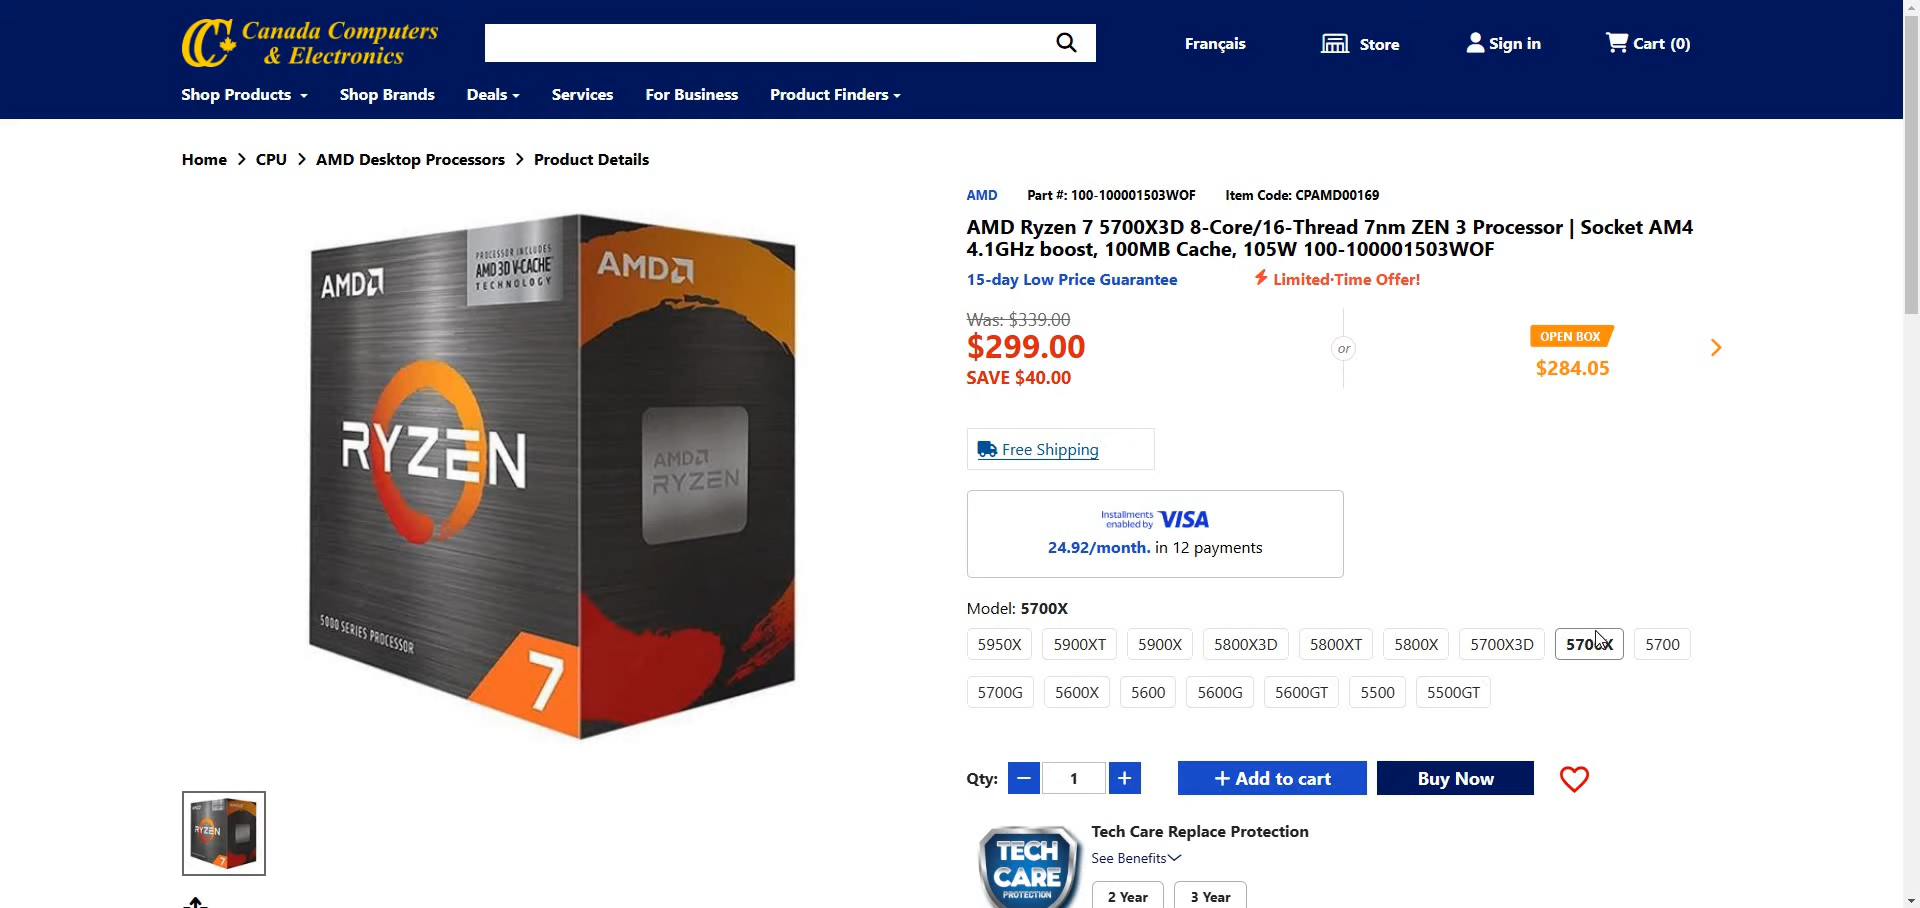 Canada Computers
& Electronics
Français
Store
Sign in
Cart (0)
Shop Products
Shop Brands
Deals
Services
For Business
Product Finders
Home > CPU > AMD Desktop Processors > Product Details
AMD Part #: 100-100001503WOF Item Code: CPAMD00169
AMD Ryzen 7 5700X3D 8-Core/16-Thread 7nm ZEN 3 Processor | Socket AM4
4.1GHz boost, 100MB Cache, 105W 100-100001503WOF
15-day Low Price Guarantee
Limited-Time Offer!
Was: $339.00
$299.00
SAVE $40.00
or
OPEN BOX
$284.05
Free Shipping
Installments
enabled by VISA
24.92/month. in 12 payments
Model: 5700X
5950X 5900XT 5900X 5800X3D 5800XT 5800X 5700X3D 5700X 5700
5700G 5600X 5600 5600G 5600GT 5500 5500GT
Qty: − 1 +
+ Add to cart
Buy Now
Tech Care Replace Protection
See Benefits
2 Year 3 Year
TECH
CARE
PROTECTION
AMD
PROCESSOR INCLUDES
AMD 3D V-CACHE
TECHNOLOGY
AMD
RYZEN
AMD
RYZEN
5000 SERIES PROCESSOR
7
AMD
RYZEN
7